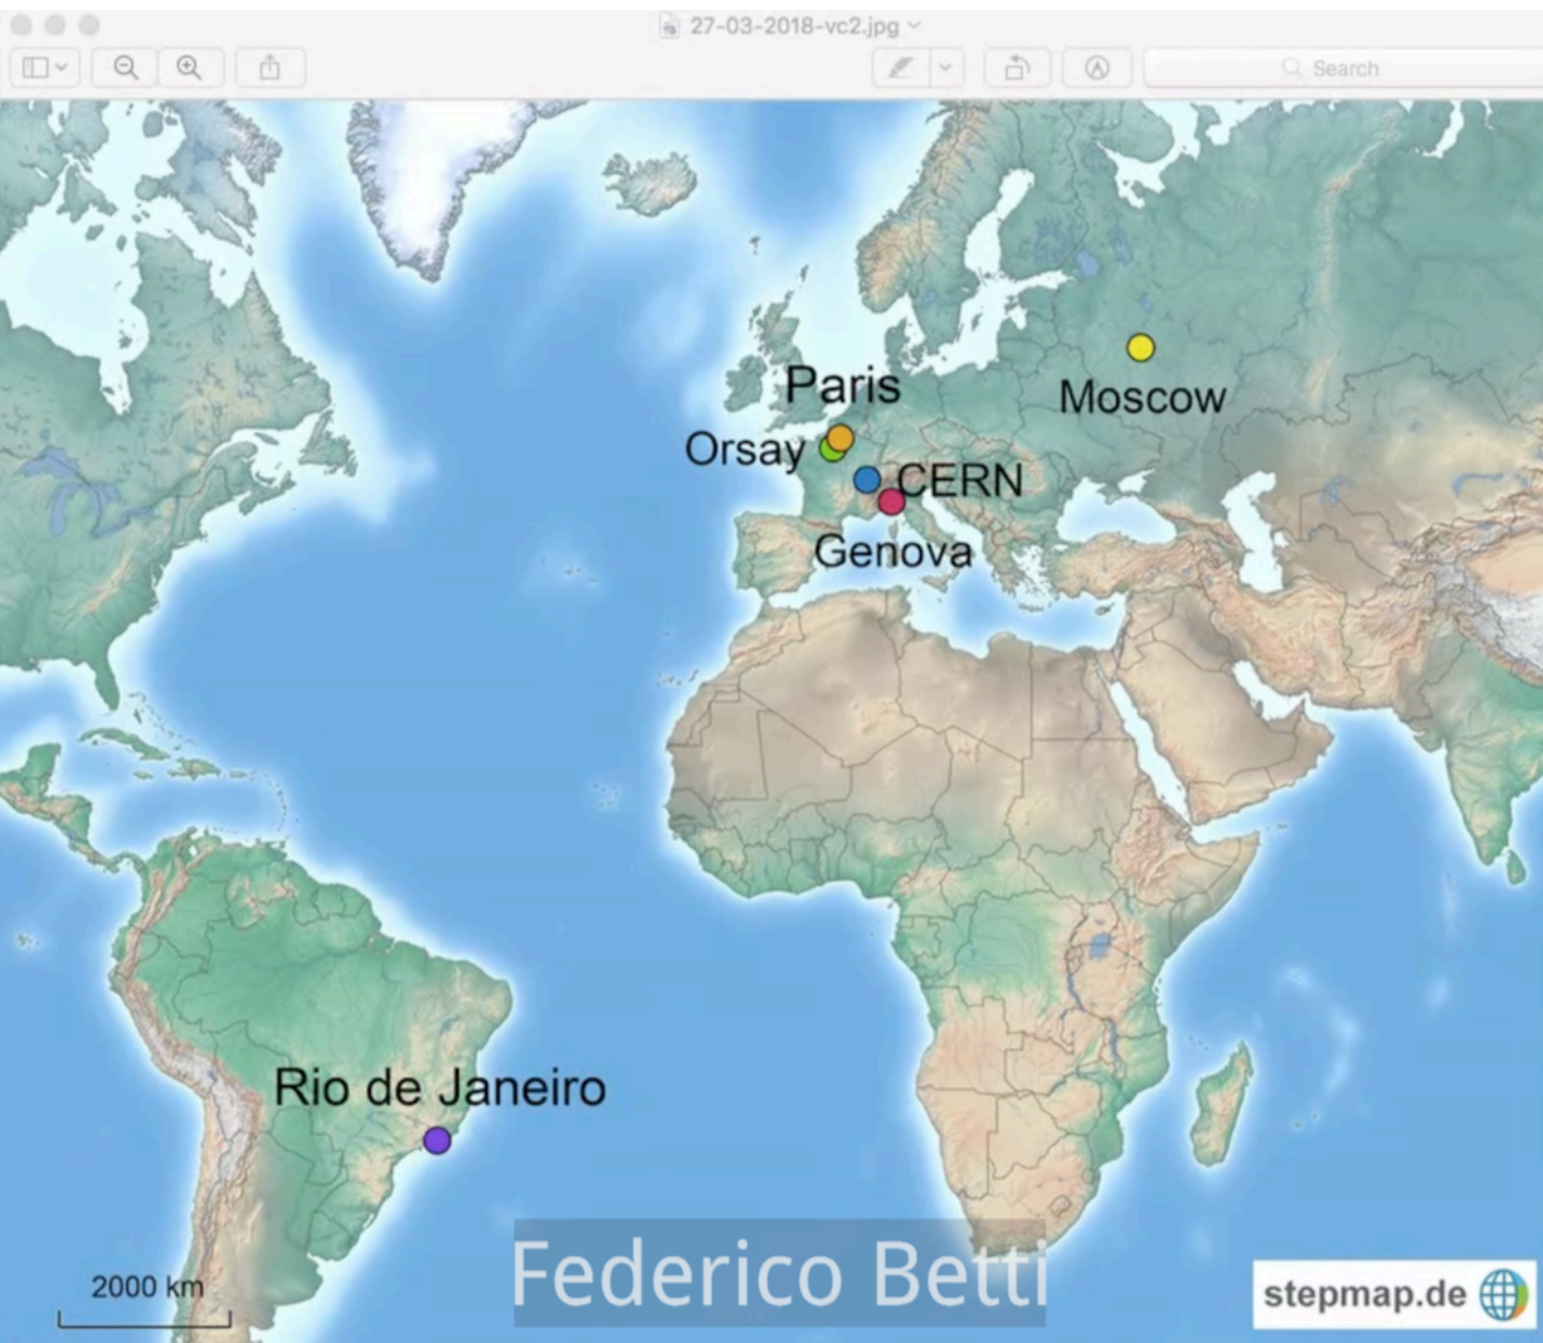 27-03-2018-vc2.jpg
Search
Paris
Moscow
Orsay
CERN
Genova
Rio de Janeiro
Federico Betti
2000 km
stepmap.de